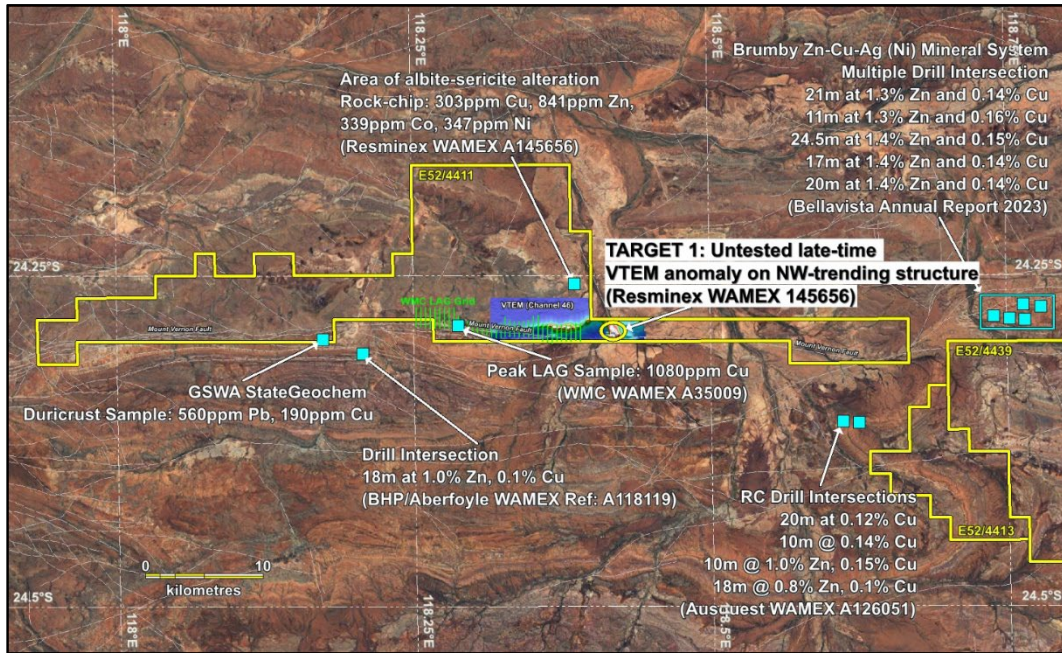 118°E
118.25°E
118.5°E
118.7
Brumby Zn-Cu-Ag (Ni) Mineral System
Multiple Drill Intersection
21m at 1.3% Zn and 0.14% Cu
11m at 1.3% Zn and 0.16% Cu
24.5m at 1.4% Zn and 0.15% Cu
17m at 1.4% Zn and 0.14% Cu
20m at 1.4% Zn and 0.14% Cu
(Bellavista Annual Report 2023)
Area of albite-sericite alteration
Rock-chip: 303ppm Cu, 841ppm Zn,
339ppm Co, 347ppm Ni
(Resminex WAMEX A145656)
E52/4411
24.25°S
24.25°S
TARGET 1: Untested late-time
VTEM anomaly on NW-trending structure
(Resminex WAMEX 145656)
WMC LAG Grid
VTEM (Channel 46)
Mount Vernon Fault
Mount Vernon Fault
Mount Vernon Fault
E52/4439
Peak LAG Sample: 1080ppm Cu
(WMC WAMEX A35009)
GSWA StateGeochem
Duricrust Sample: 560ppm Pb, 190ppm Cu
Drill Intersection
18m at 1.0% Zn, 0.1% Cu
(BHP/Aberfoyle WAMEX Ref: A118119)
RC Drill Intersections
20m at 0.12% Cu
10m @ 0.14% Cu
10m @ 1.0% Zn, 0.15% Cu
18m @ 0.8% Zn, 0.1% Cu
(Ausquest WAMEX A126051)
E52/4413
0 10
kilometres
24.5°S
24.5°S
118°E
118.25°E
118.5°E
118.7